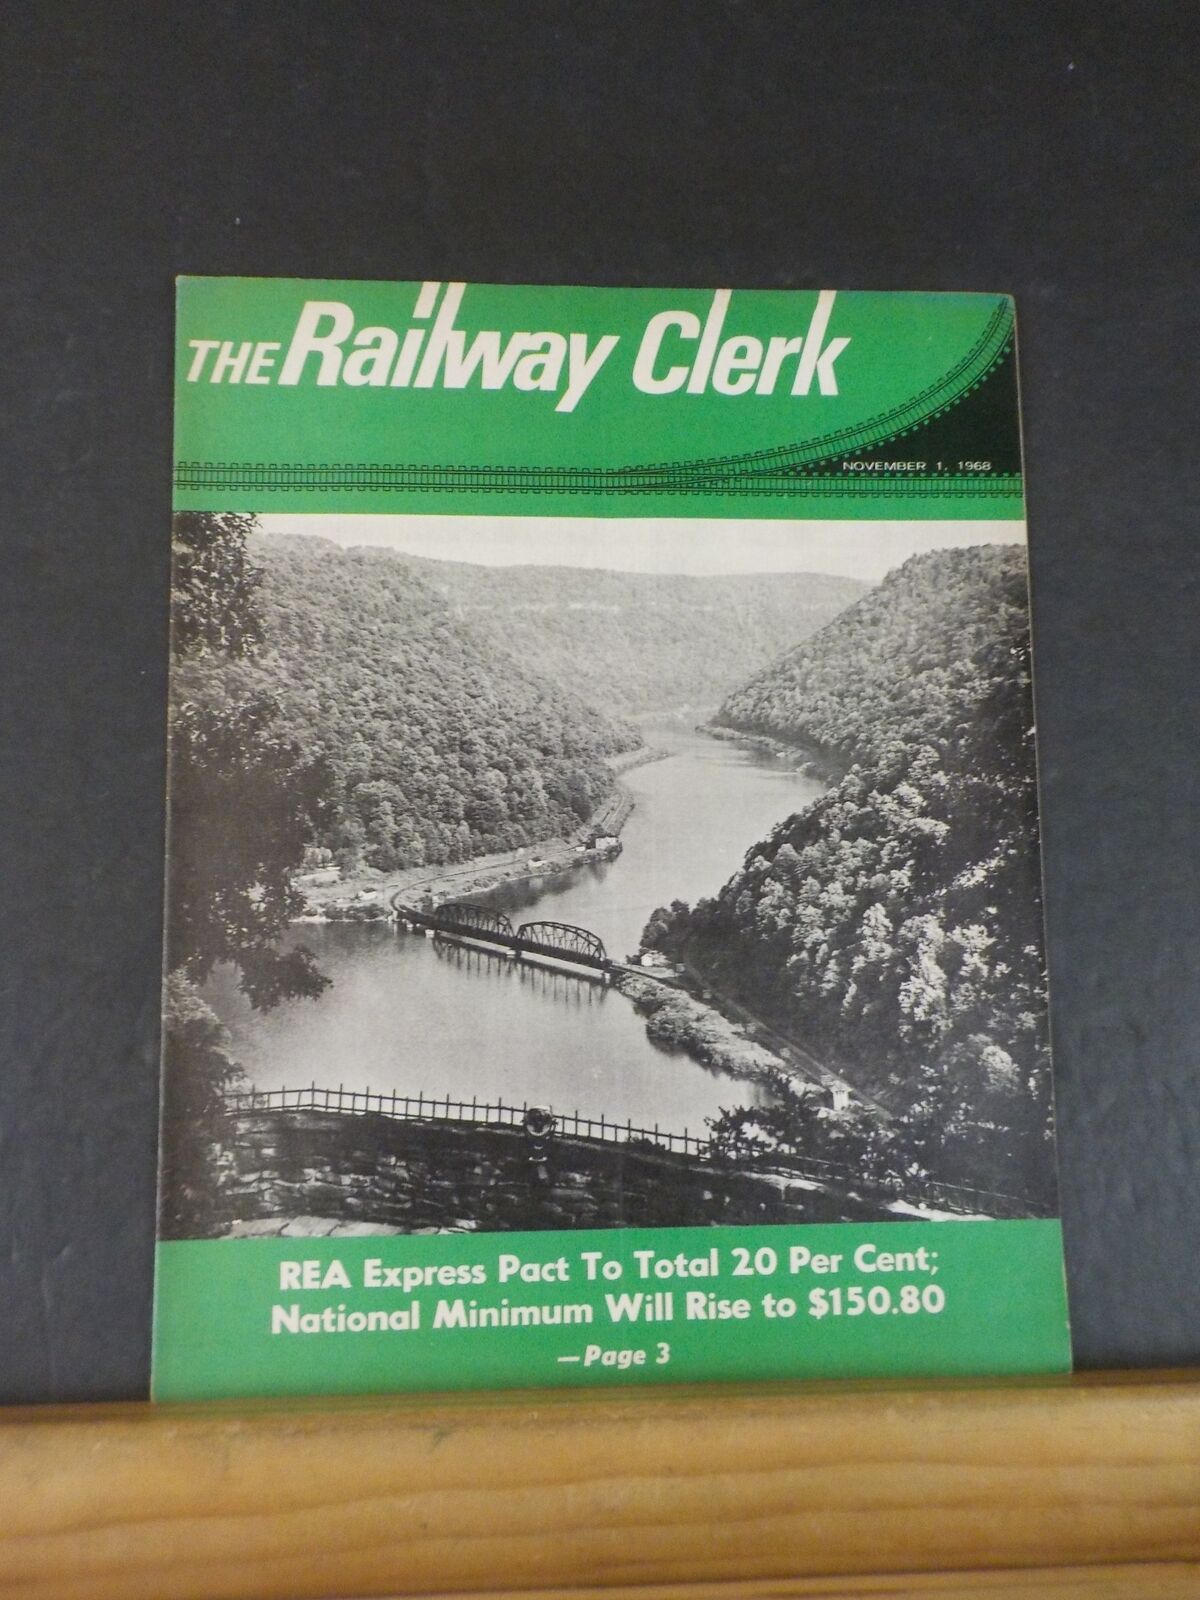 THE Railway Clerk
NOVEMBER 1, 1968
REA Express Pact To Total 20 Per Cent;
National Minimum Will Rise to $150.80
—Page 3